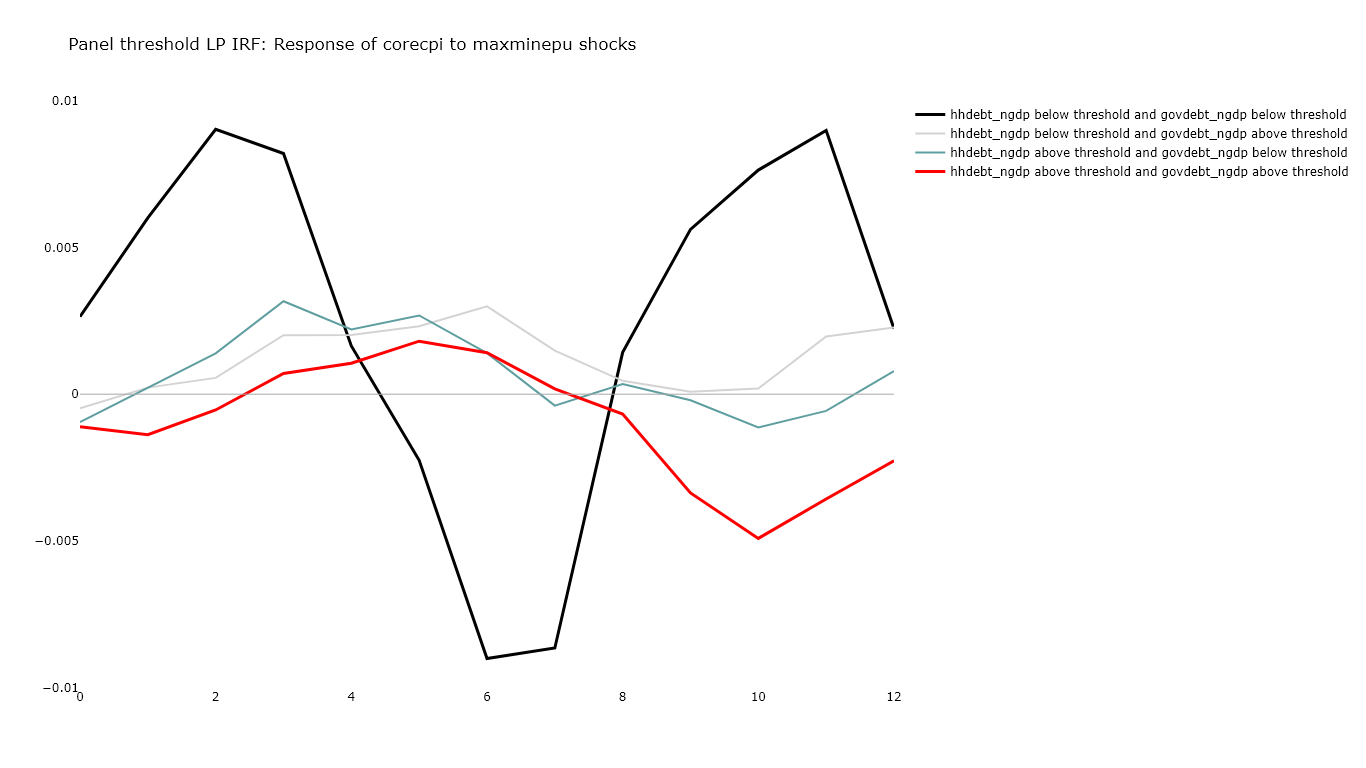 Panel threshold LP IRF: Response of corecpi to maxminepu shocks
0.01
0.005
0
−0.005
−0.01
0 2 4 6 8 10 12
hhdebt_ngdp below threshold and govdebt_ngdp below threshold
hhdebt_ngdp below threshold and govdebt_ngdp above threshold
hhdebt_ngdp above threshold and govdebt_ngdp below threshold
hhdebt_ngdp above threshold and govdebt_ngdp above threshold